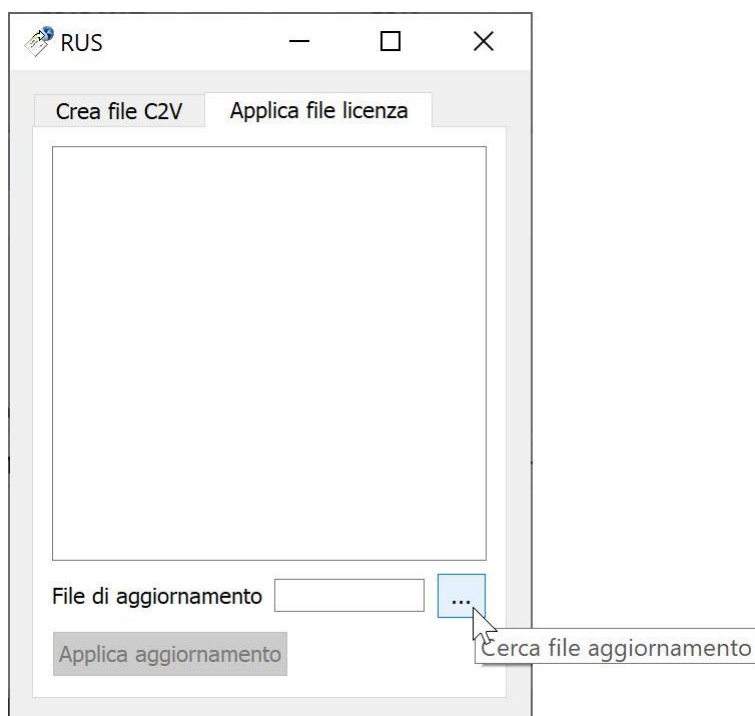 RUS
Crea file C2V
Applica file licenza
File di aggiornamento
...
Cerca file aggiornamento
Applica aggiornamento